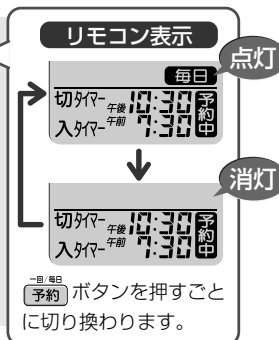 リモコン表示
毎日
点灯
切タイマー 午後 10:30 予約中
入タイマー 午前 7:30
消灯
切タイマー 午後 10:30 予約中
入タイマー 午前 7:30
一回/毎日
予約 ボタンを押すごと
に切り換わります。